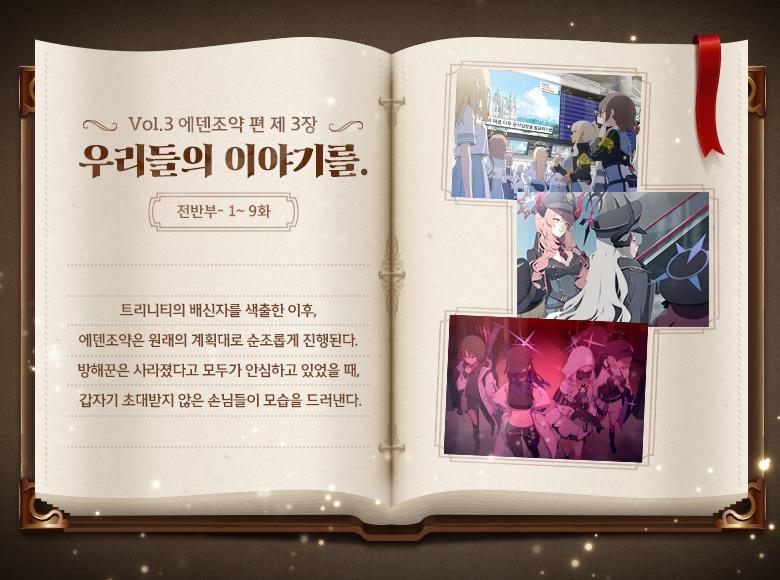 Vol.3 에덴조약 편 제 3장
우리들의 이야기를.
전반부- 1~ 9화
트리니티의 배신자를 색출한 이후,
에덴조약은 원래의 계획대로 순조롭게 진행된다.
방해꾼은 사라졌다고 모두가 안심하고 있었을 때,
갑자기 초대받지 않은 손님들이 모습을 드러낸다.